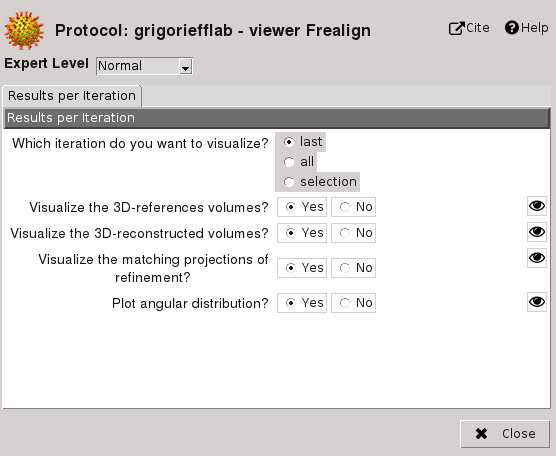 Protocol: grigoriefflab - viewer Frealign
Cite
Help
Expert Level Normal
Results per Iteration
Results per Iteration
Which iteration do you want to visualize? last
all
selection
Visualize the 3D-references volumes? Yes No
Visualize the 3D-reconstructed volumes? Yes No
Visualize the matching projections of
refinement? Yes No
Plot angular distribution? Yes No
Close